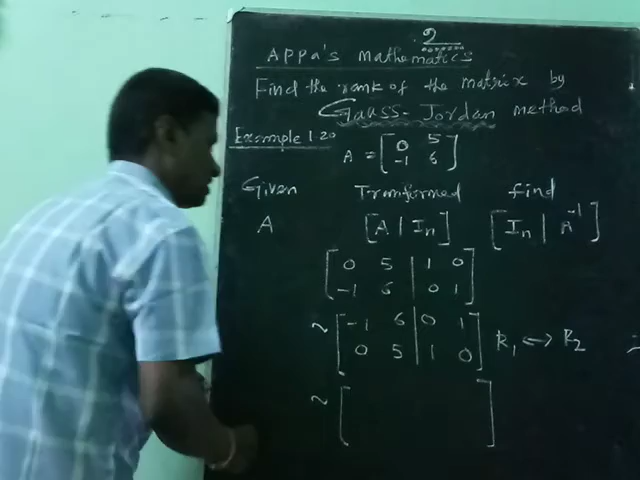 2
Appa's Mathematics
Find the rank of the matrix by
Gauss-Jordan method
Example 1.20
A = [0 5
-1 6]
Given Transformed find
A [A | In] [In | A⁻¹]
[0 5 | 1 0
-1 6 | 0 1]
~ [-1 6 | 0 1
0 5 | 1 0] R₁ ↔ R₂
~ [ ]